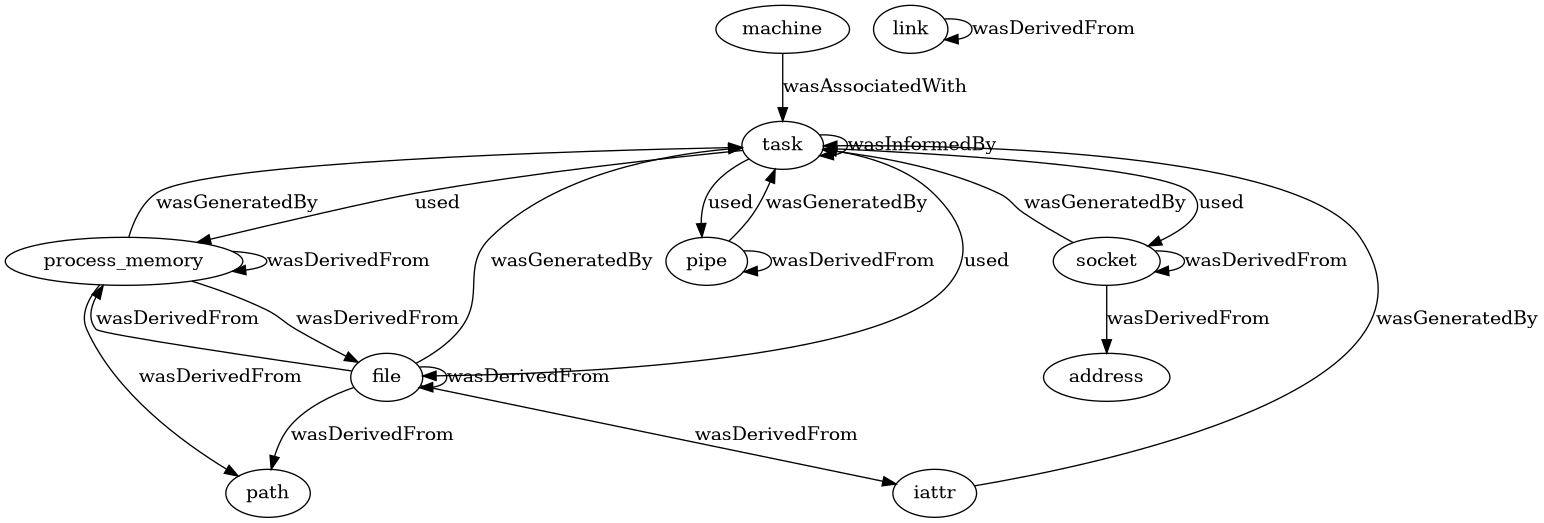 machine
link
wasDerivedFrom
wasAssociatedWith
task
wasInformedBy
wasGeneratedBy
used
used
wasGeneratedBy
wasGeneratedBy
used
process_memory
wasDerivedFrom
wasGeneratedBy
pipe
wasDerivedFrom
used
socket
wasDerivedFrom
wasDerivedFrom
wasDerivedFrom
wasDerivedFrom
wasGeneratedBy
wasDerivedFrom
file
wasDerivedFrom
address
wasDerivedFrom
wasDerivedFrom
path
iattr